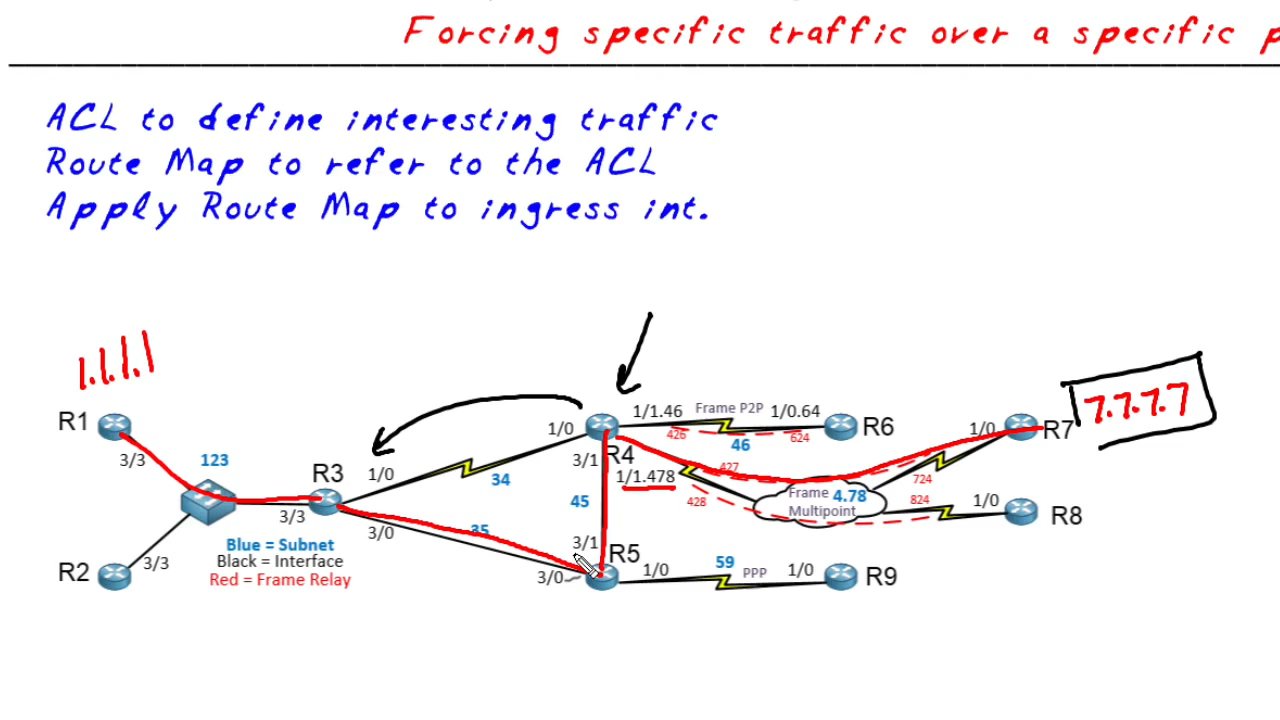 Forcing specific traffic over a specific p
ACL to define interesting traffic
Route Map to refer to the ACL
Apply Route Map to ingress int.
1.1.1.1
7.7.7.7
R1
3/3
123
R2
3/3
R3
3/3
1/0
3/0
34
35
Blue = Subnet
Black = Interface
Red = Frame Relay
1/0
R4
3/1
1/1.478
45
3/1
R5
3/0
1/1.46
Frame P2P
1/0.64
426
46
624
R6
427
428
Frame 4.78
Multipoint
724
824
1/0
R7
1/0
R8
1/0
59
PPP
1/0
R9